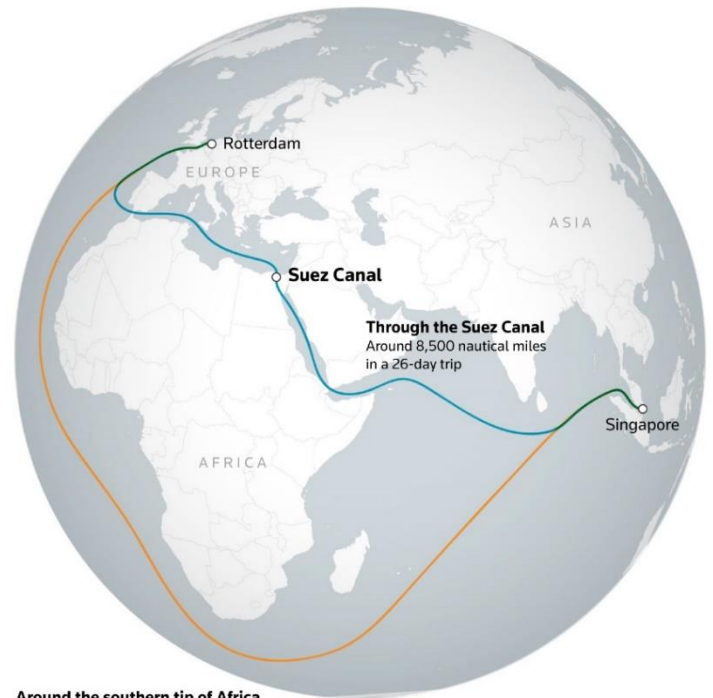 Rotterdam
EUROPE
ASIA
Suez Canal
Through the Suez Canal
Around 8,500 nautical miles
in a 26-day trip
Singapore
AFRICA
Around the southern tip of Africa